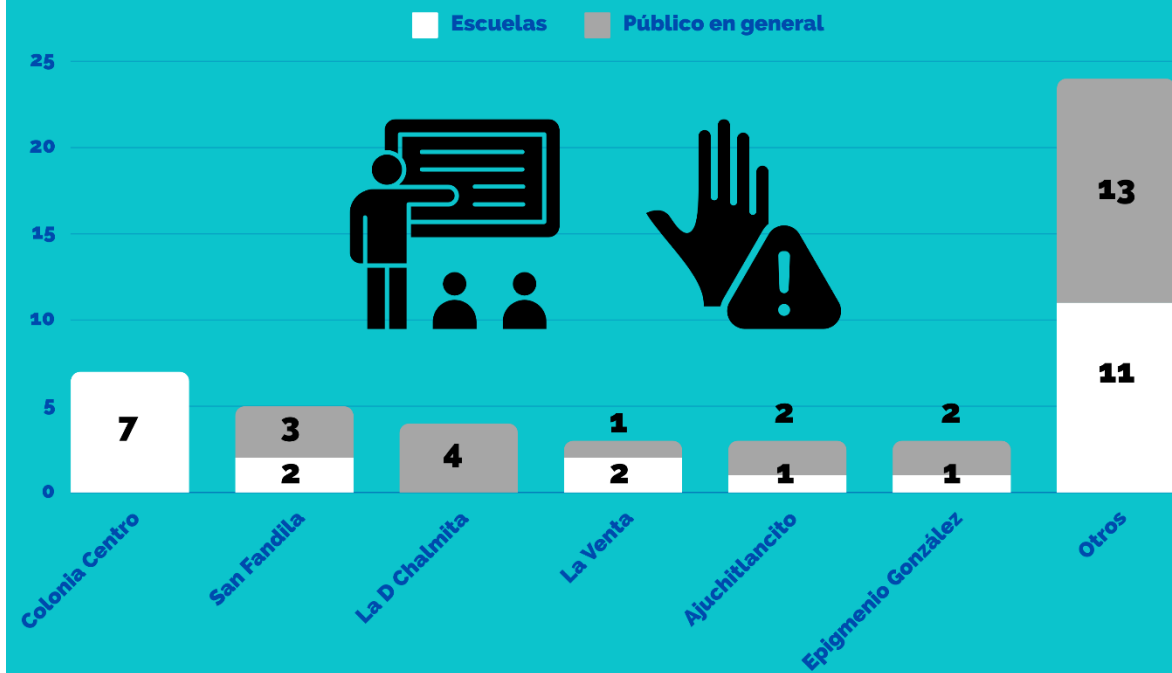 Escuelas Público en general
25
20
15
10
5
0
13
11
7
3
2
4
1
2
2
1
2
1
Colonia Centro
San Fandila
La D Chalmita
La Venta
Ajuchitlancito
Epigmenio González
Otros